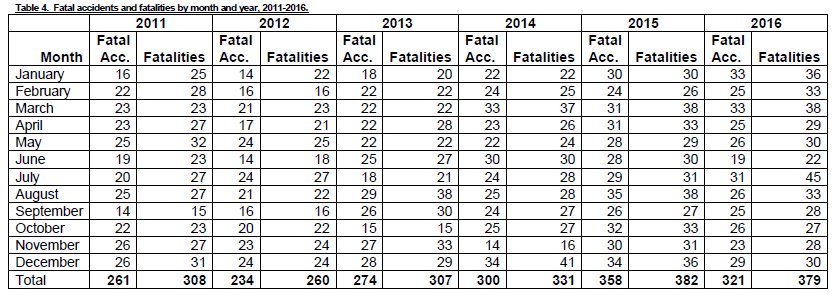 Table 4. Fatal accidents and fatalities by month and year, 2011-2016.
2011 2012 2013 2014 2015 2016
Fatal Fatal Fatal Fatal Fatal Fatal
Month Acc. Fatalities Acc. Fatalities Acc. Fatalities Acc. Fatalities Acc. Fatalities Acc. Fatalities
January 16 25 14 22 18 20 22 22 30 30 33 36
February 22 28 16 16 22 22 24 25 24 26 25 33
March 23 23 21 23 22 22 33 37 31 38 33 38
April 23 27 17 21 22 28 23 26 31 33 25 29
May 25 32 24 25 22 22 22 24 28 29 26 30
June 19 23 14 18 25 27 30 30 28 30 19 22
July 20 27 24 27 18 21 24 28 29 31 31 45
August 25 27 21 22 29 38 25 28 35 38 26 33
September 14 15 16 16 26 30 24 27 26 27 25 28
October 22 23 20 22 15 15 25 27 32 33 26 27
November 26 27 23 24 27 33 14 16 30 31 23 28
December 26 31 24 24 28 29 34 41 34 36 29 30
Total 261 308 234 260 274 307 300 331 358 382 321 379